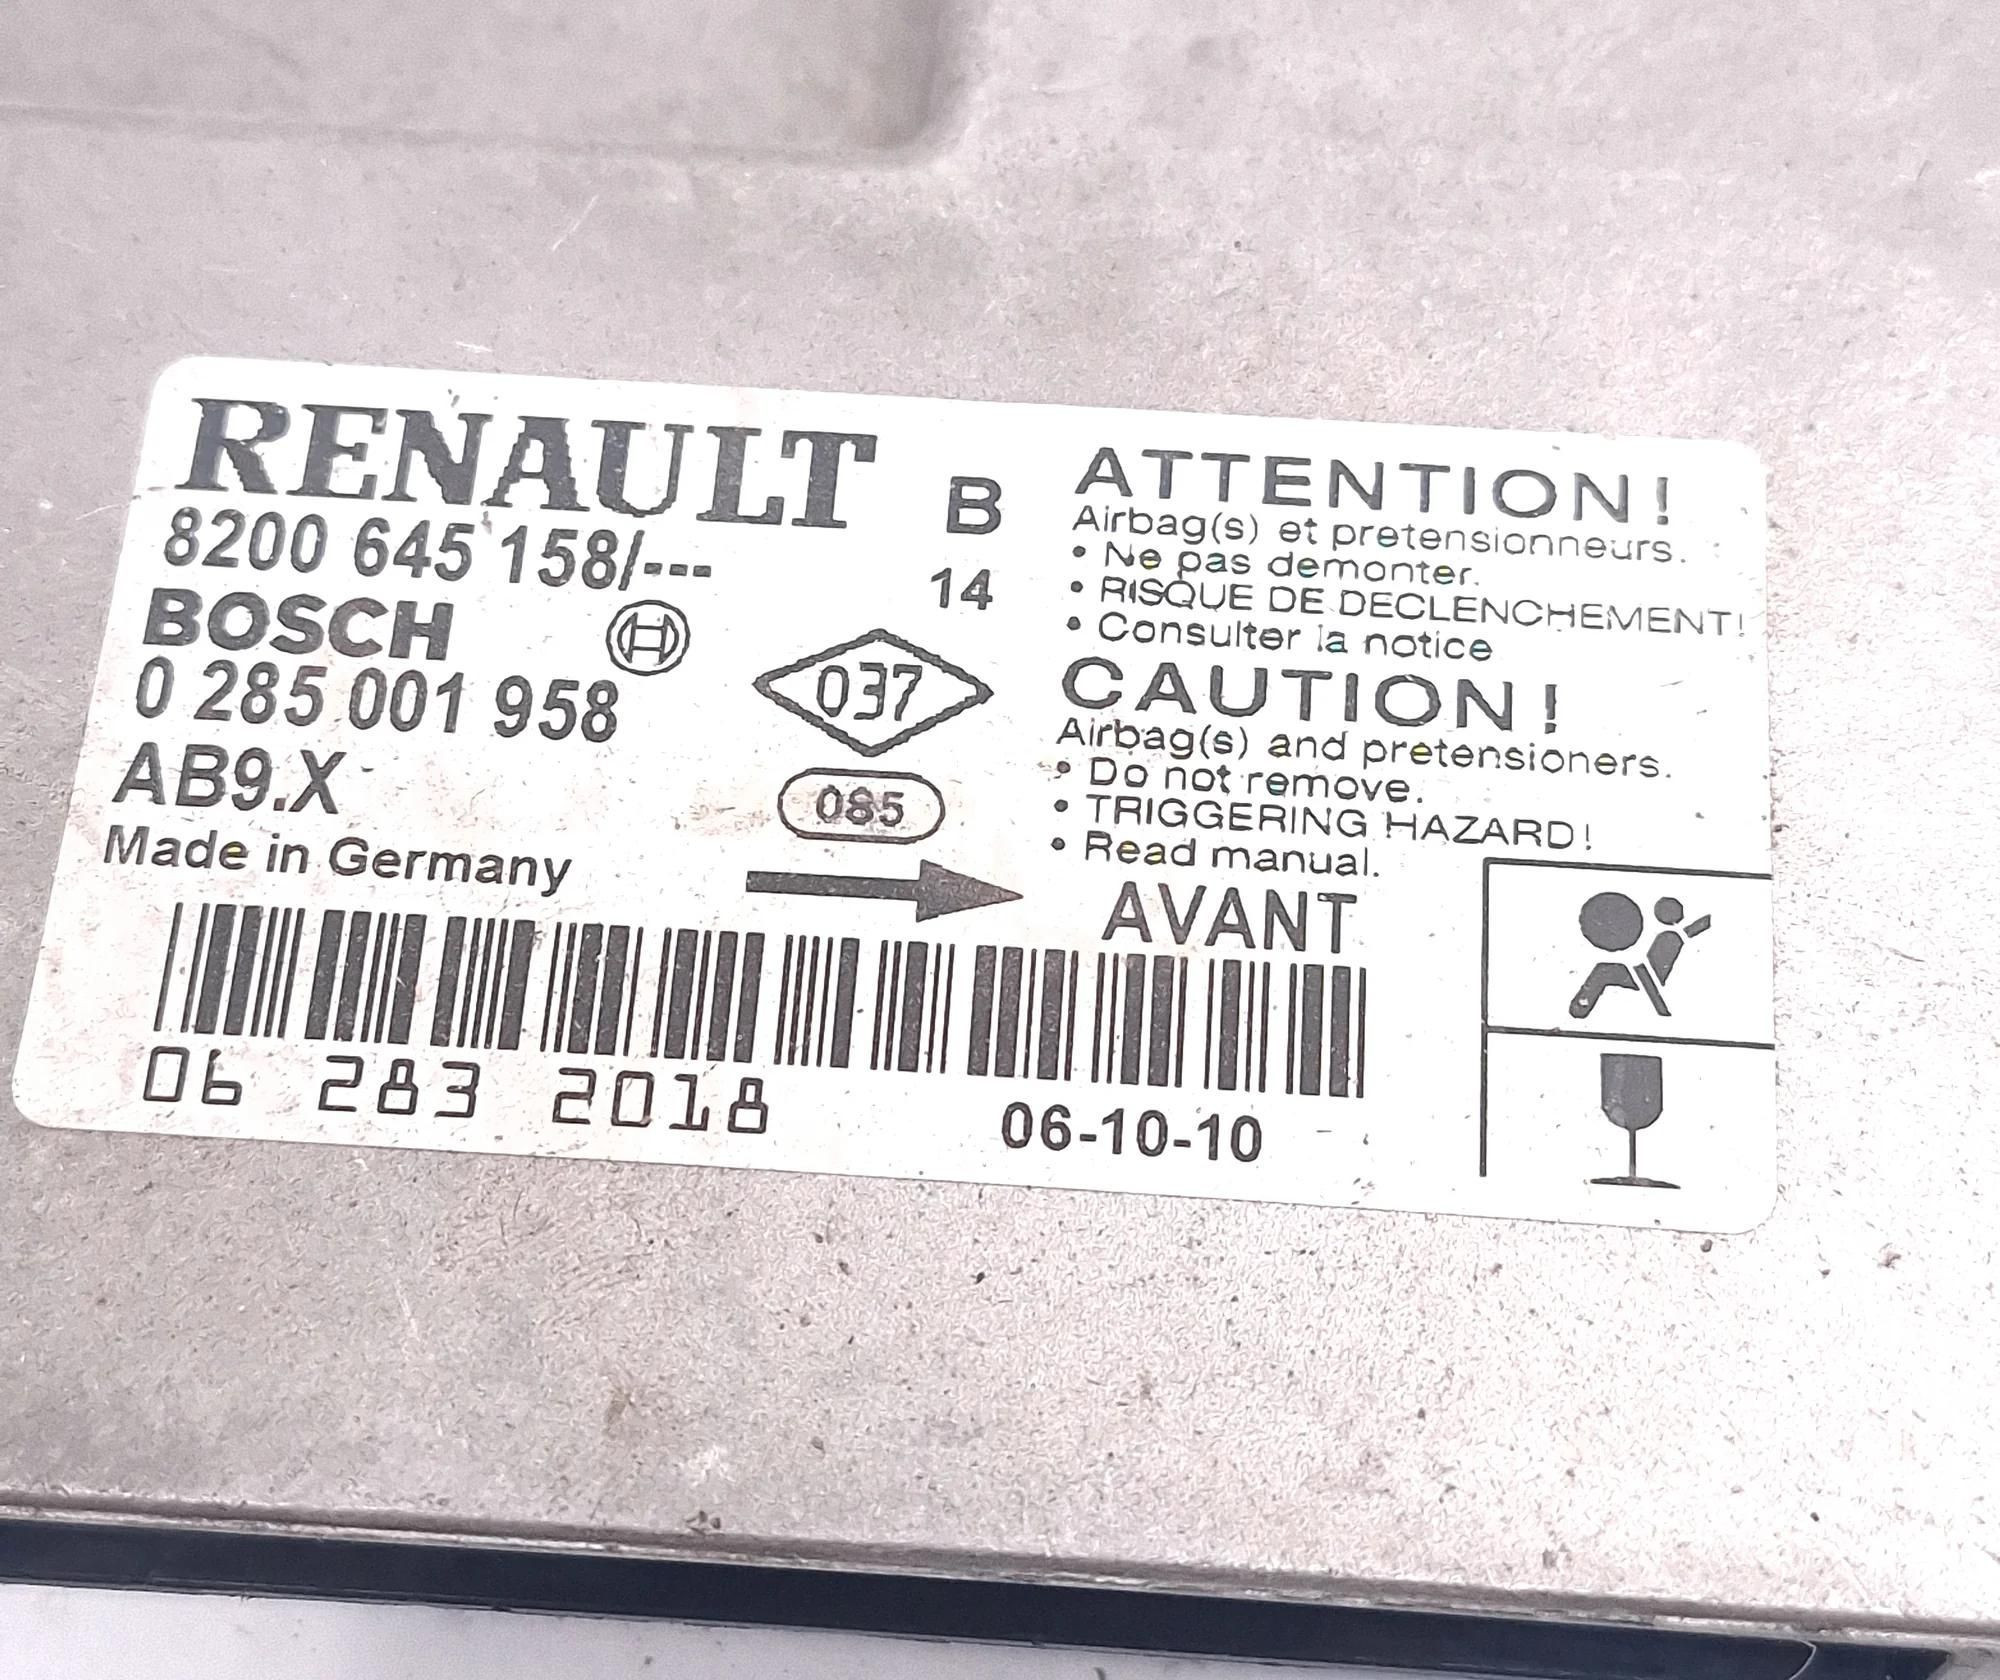 RENAULT
8200 645 158/---
B
14
BOSCH
0 285 001 958
AB9.X
Made in Germany
037
085
ATTENTION!
Airbag(s) et pretensionneurs.
• Ne pas demonter.
• RISQUE DE DECLENCHEMENT!
• Consulter la notice
CAUTION!
Airbag(s) and pretensioners.
• Do not remove.
• TRIGGERING HAZARD!
• Read manual.
AVANT
06 283 2018
06-10-10